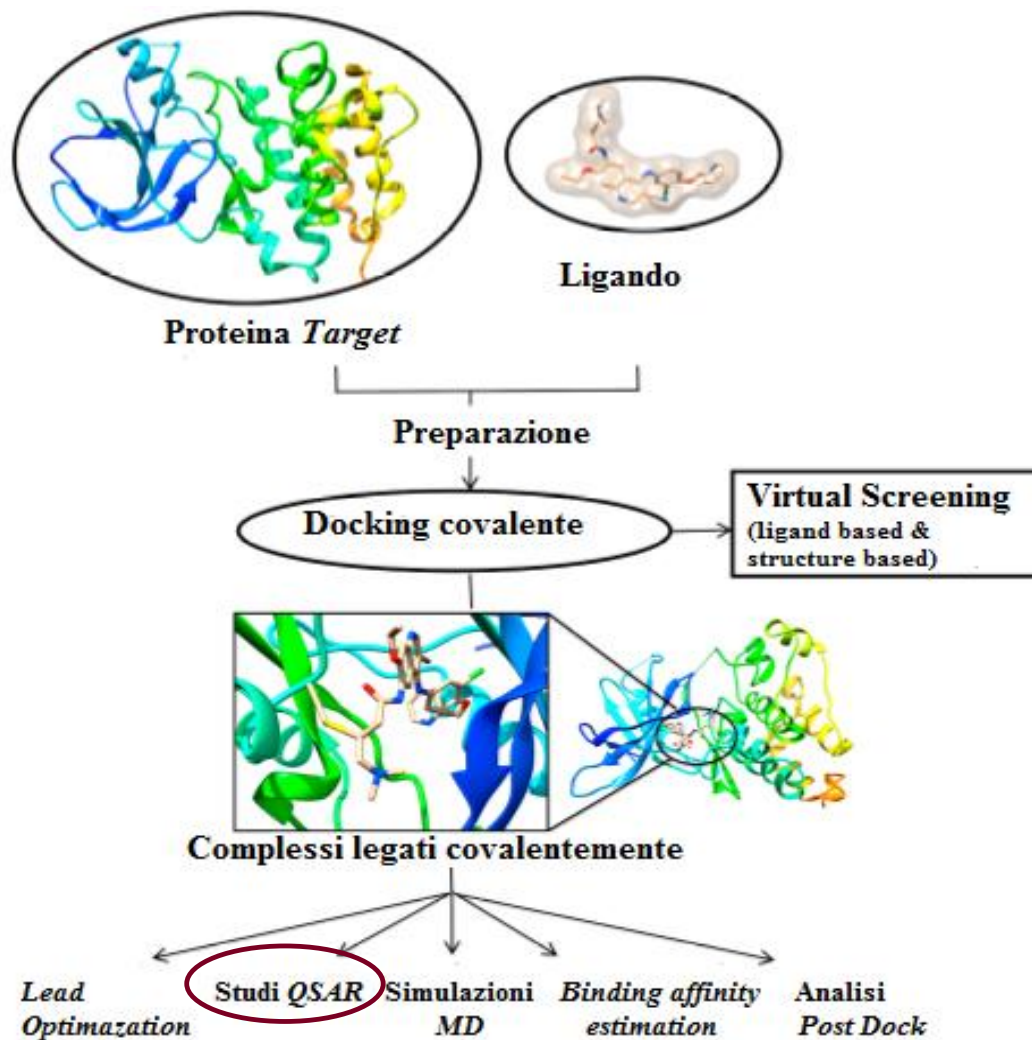 Ligando
Proteina Target
Preparazione
Docking covalente
Virtual Screening
(ligand based &
structure based)
Complessi legati covalentemente
Lead
Optimazation
Studi QSAR
Simulazioni
MD
Binding affinity
estimation
Analisi
Post Dock